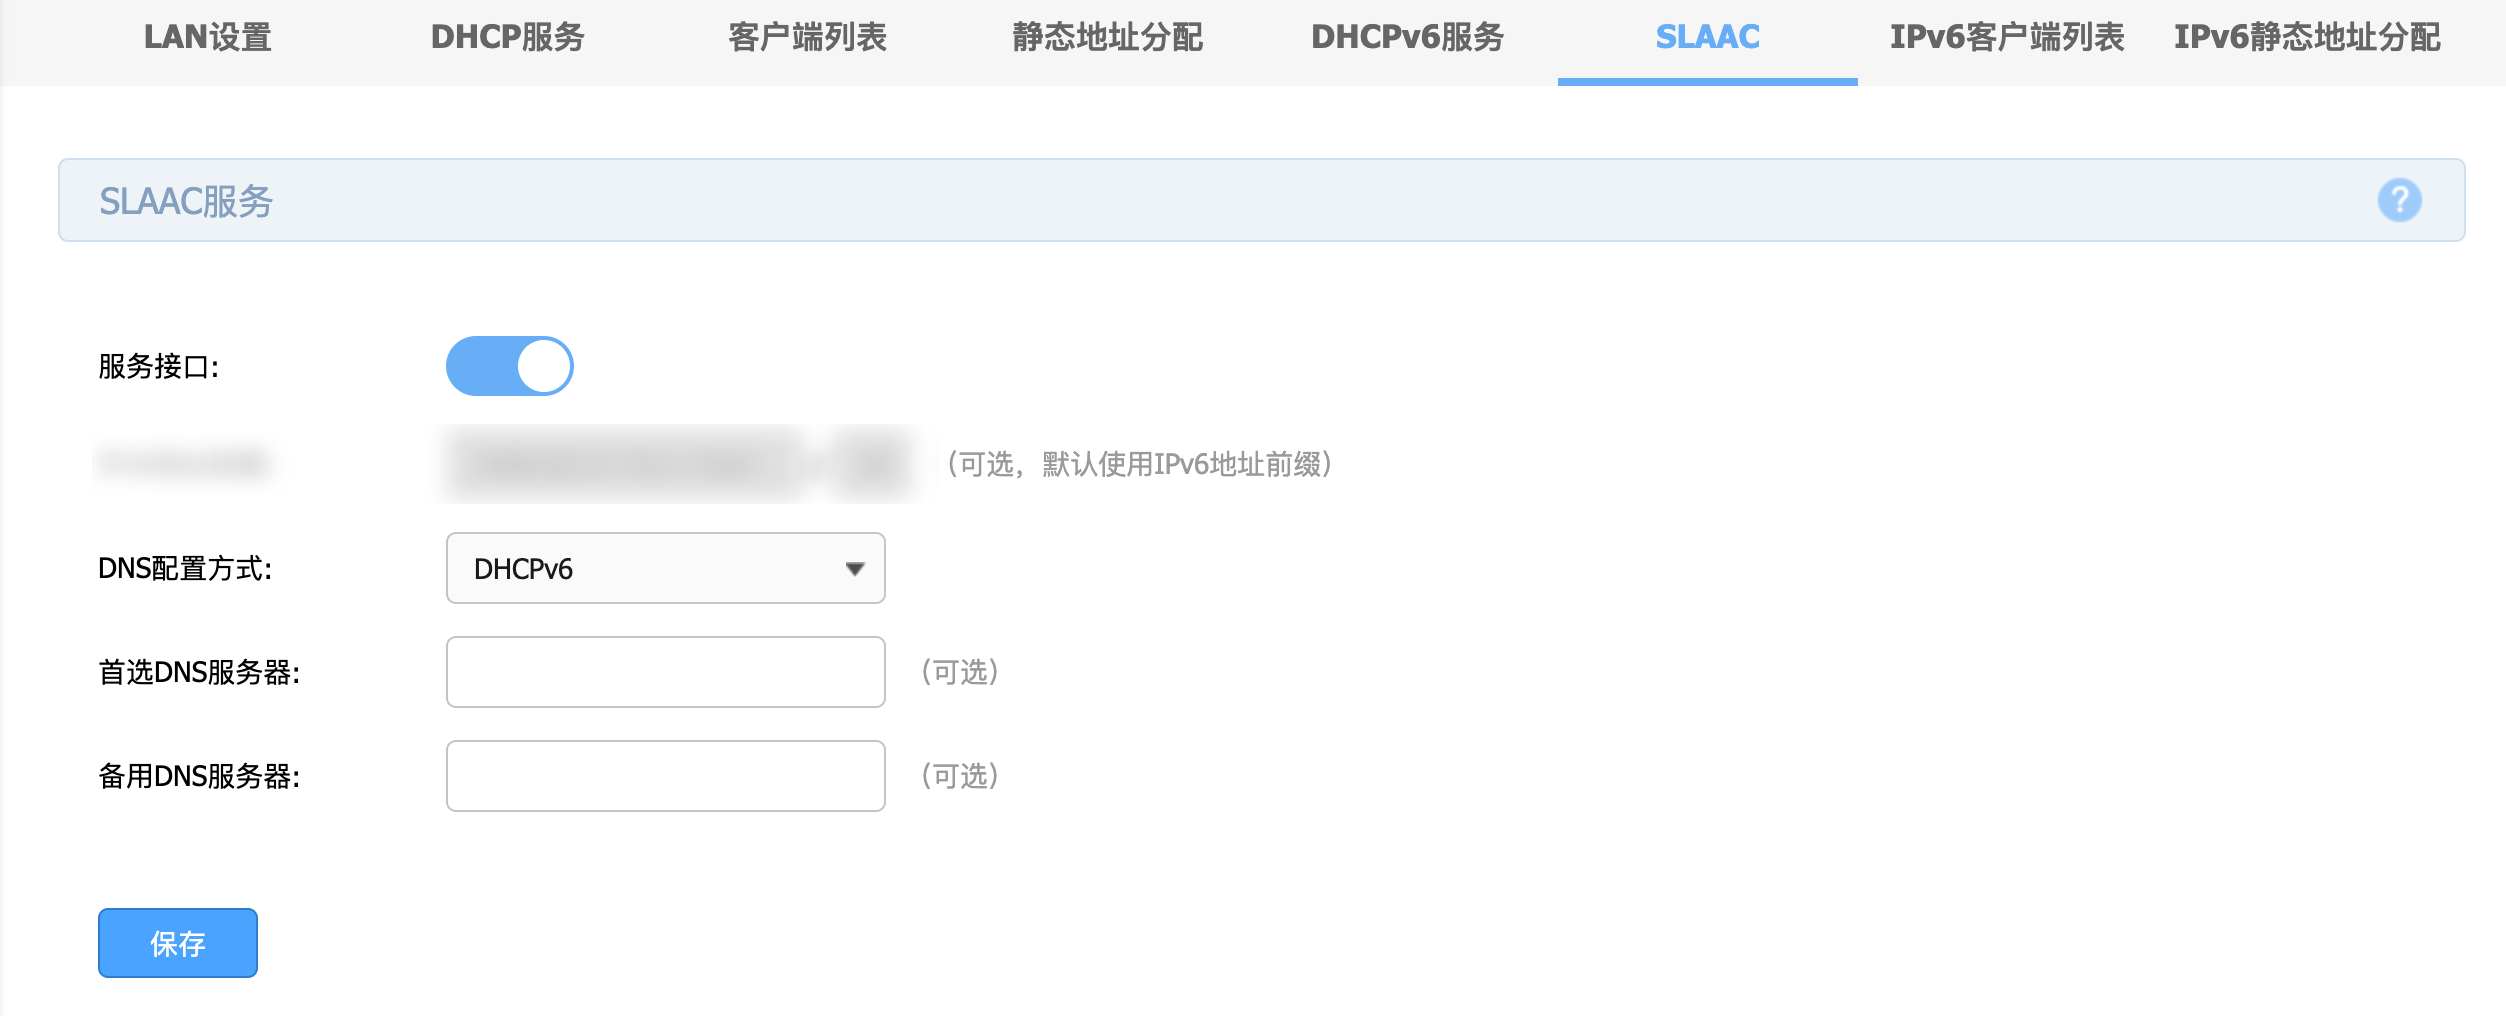 LAN设置 DHCP服务 客户端列表 静态地址分配 DHCPv6服务 SLAAC IPv6客户端列表 IPv6静态地址分配
SLAAC服务 ?
服务接口:
(可选，默认使用IPv6地址前缀)
DNS配置方式: DHCPv6
首选DNS服务器: (可选)
备用DNS服务器: (可选)
保存